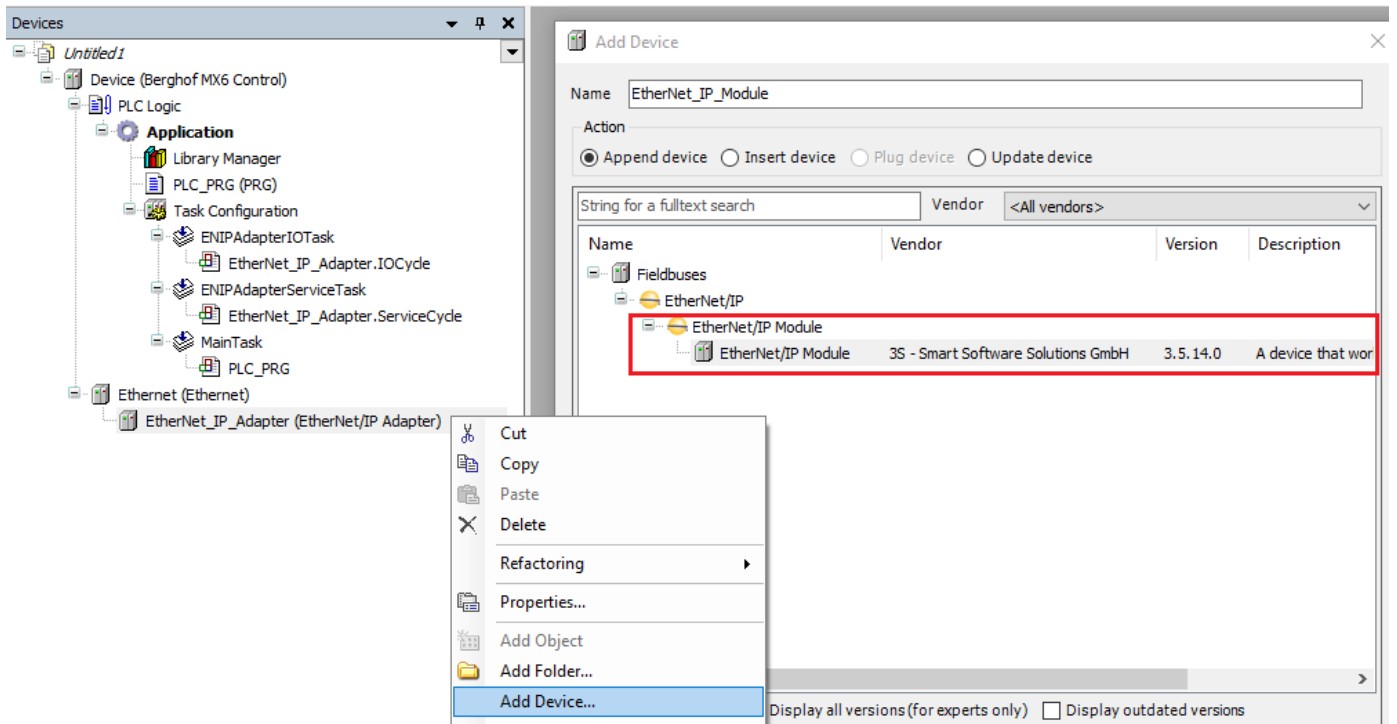 Devices
Untitled1
Device (Berghof MX6 Control)
PLC Logic
Application
Library Manager
PLC_PRG (PRG)
Task Configuration
ENIPAdapterIOTask
EtherNet_IP_Adapter.IOCycle
ENIPAdapterServiceTask
EtherNet_IP_Adapter.ServiceCycle
MainTask
PLC_PRG
Ethernet (Ethernet)
EtherNet_IP_Adapter (EtherNet/IP Adapter)
Cut
Copy
Paste
Delete
Refactoring
Properties...
Add Object
Add Folder...
Add Device...
Add Device
Name EtherNet_IP_Module
Action
Append device Insert device Plug device Update device
String for a fulltext search Vendor <All vendors>
Name Vendor Version Description
Fieldbuses
EtherNet/IP
EtherNet/IP Module
EtherNet/IP Module 3S - Smart Software Solutions GmbH 3.5.14.0 A device that wor
Display all versions (for experts only) Display outdated versions